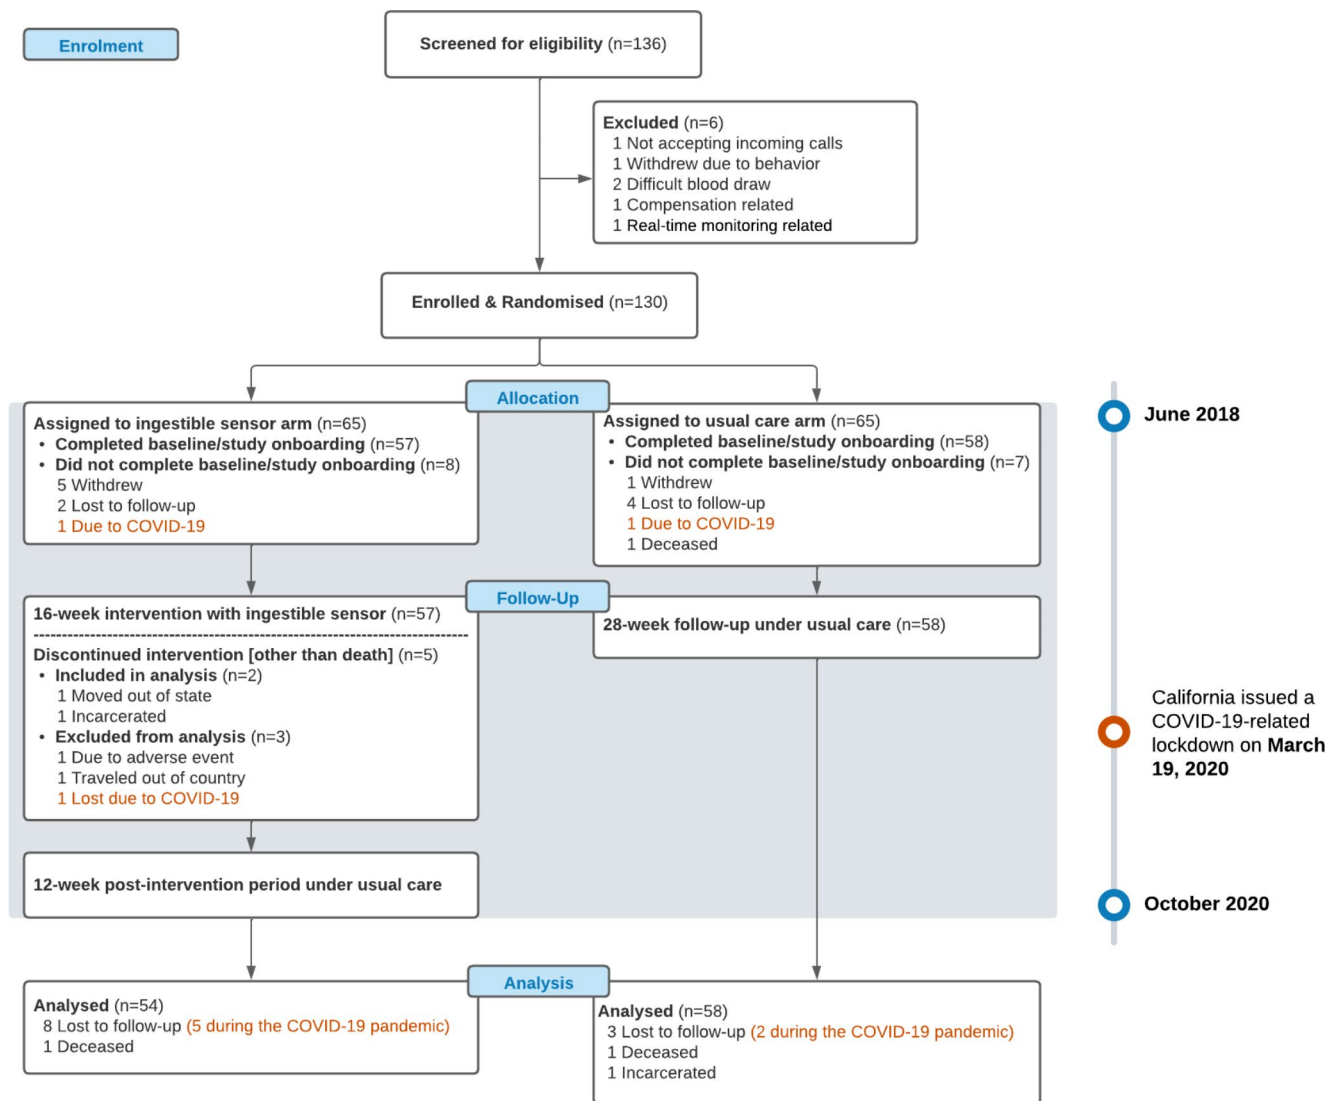 Enrolment
Screened for eligibility (n=136)
Excluded (n=6)
1 Not accepting incoming calls
1 Withdrew due to behavior
2 Difficult blood draw
1 Compensation related
1 Real-time monitoring related
Enrolled & Randomised (n=130)
Allocation
Assigned to ingestible sensor arm (n=65)
• Completed baseline/study onboarding (n=57)
• Did not complete baseline/study onboarding (n=8)
5 Withdrew
2 Lost to follow-up
1 Due to COVID-19
Assigned to usual care arm (n=65)
• Completed baseline/study onboarding (n=58)
• Did not complete baseline/study onboarding (n=7)
1 Withdrew
4 Lost to follow-up
1 Due to COVID-19
1 Deceased
June 2018
Follow-Up
16-week intervention with ingestible sensor (n=57)
Discontinued intervention [other than death] (n=5)
• Included in analysis (n=2)
1 Moved out of state
1 Incarcerated
• Excluded from analysis (n=3)
1 Due to adverse event
1 Traveled out of country
1 Lost due to COVID-19
28-week follow-up under usual care (n=58)
California issued a
COVID-19-related
lockdown on March
19, 2020
12-week post-intervention period under usual care
October 2020
Analysis
Analysed (n=54)
8 Lost to follow-up (5 during the COVID-19 pandemic)
1 Deceased
Analysed (n=58)
3 Lost to follow-up (2 during the COVID-19 pandemic)
1 Deceased
1 Incarcerated